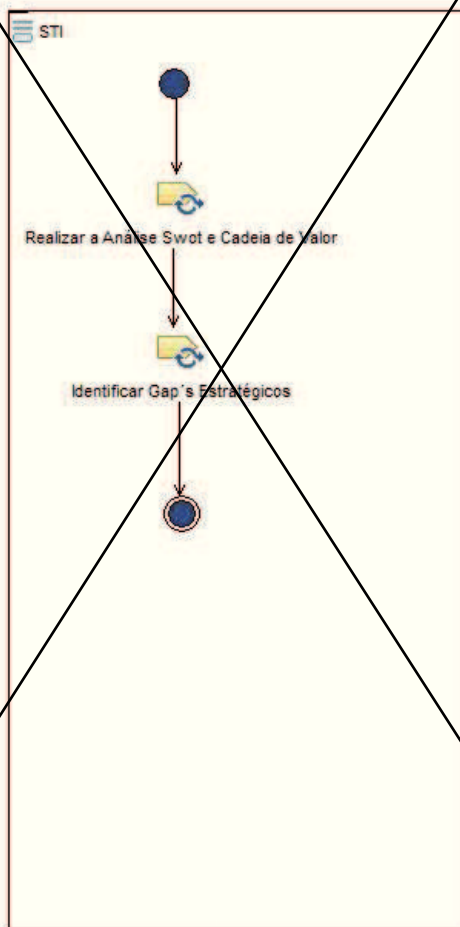 STI
Realizar a Análise Swot e Cadeia de Valor
Identificar Gap´s Estratégicos